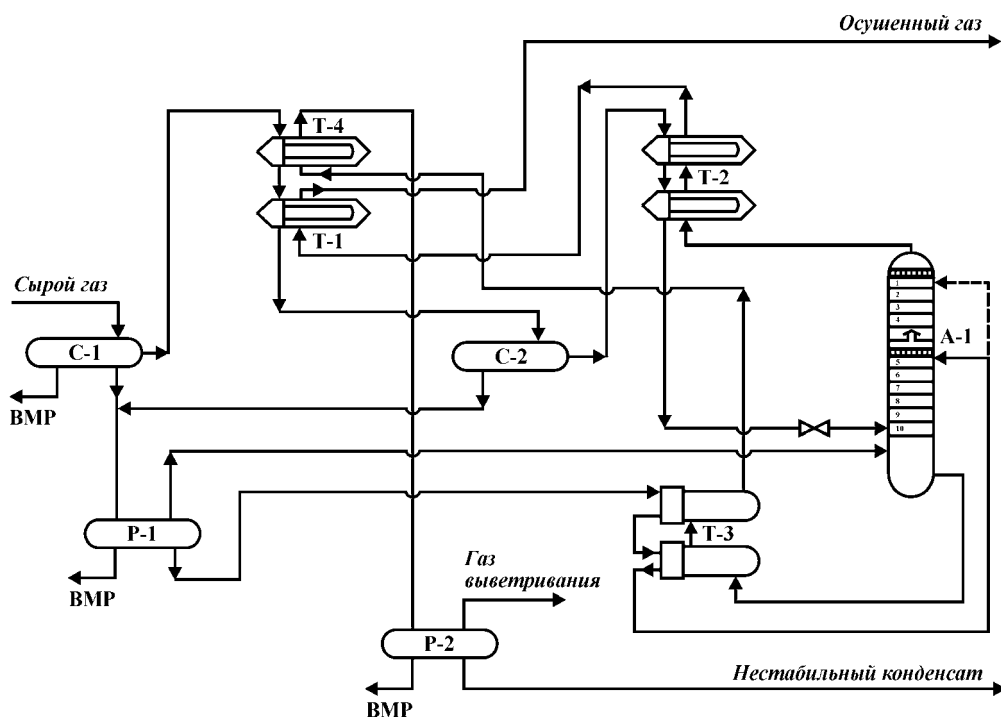 Осушенный газ
Т-4
Т-2
Т-1
Сырой газ
С-1
С-2
А-1
1
2
3
4
5
6
7
8
9
10
ВМР
Р-1
Т-3
ВМР
Газ
выветривания
Р-2
Нестабильный конденсат
ВМР